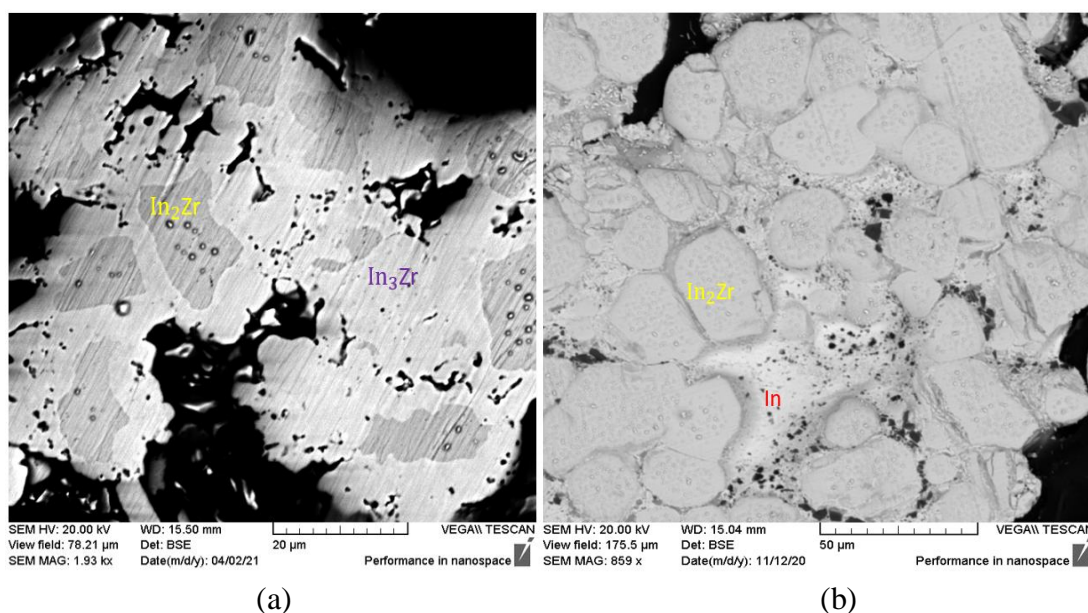 In₂Zr
In₃Zr
SEM HV: 20.00 kV WD: 15.50 mm VEGA\\ TESCAN
View field: 78.21 µm Det: BSE 20 µm
SEM MAG: 1.93 kx Date(m/d/y): 04/02/21 Performance in nanospace
(a)
In₂Zr
In
SEM HV: 20.00 kV WD: 15.04 mm VEGA\\ TESCAN
View field: 175.5 µm Det: BSE 50 µm
SEM MAG: 859 x Date(m/d/y): 11/12/20 Performance in nanospace
(b)